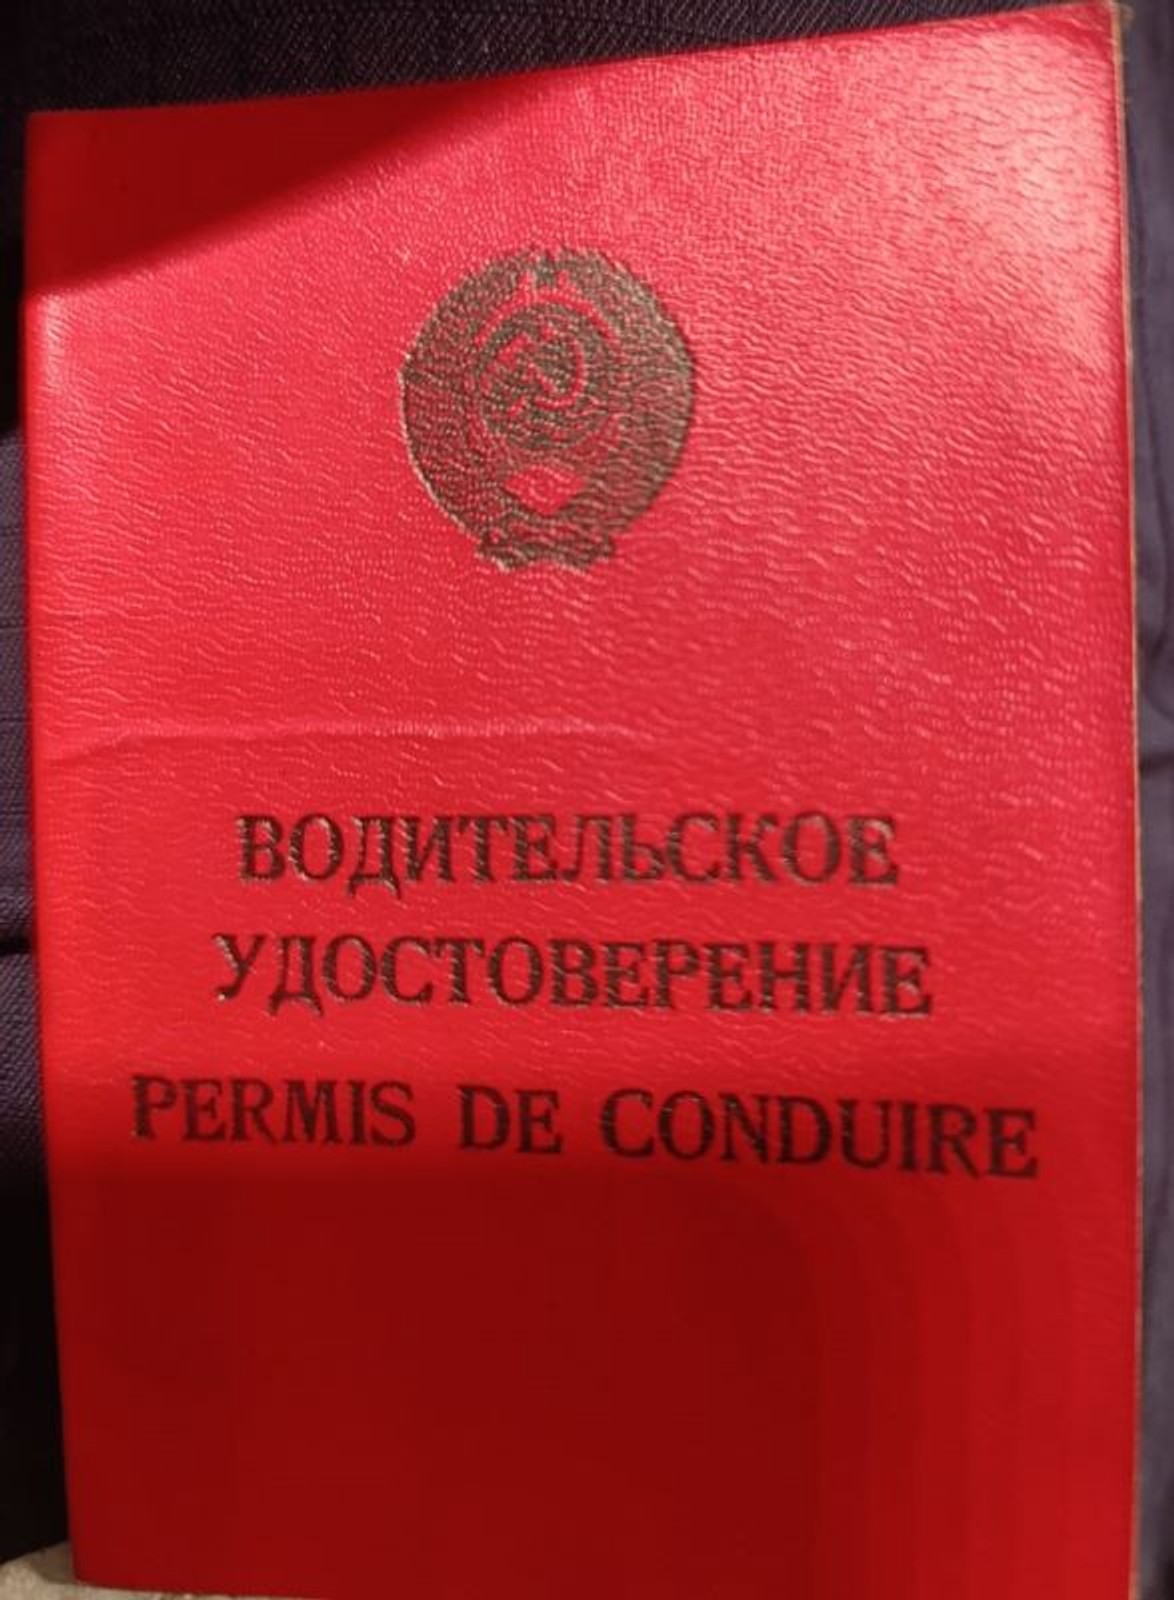 ВОДИТЕЛЬСКОЕ
УДОСТОВЕРЕНИЕ
PERMIS DE CONDUIRE